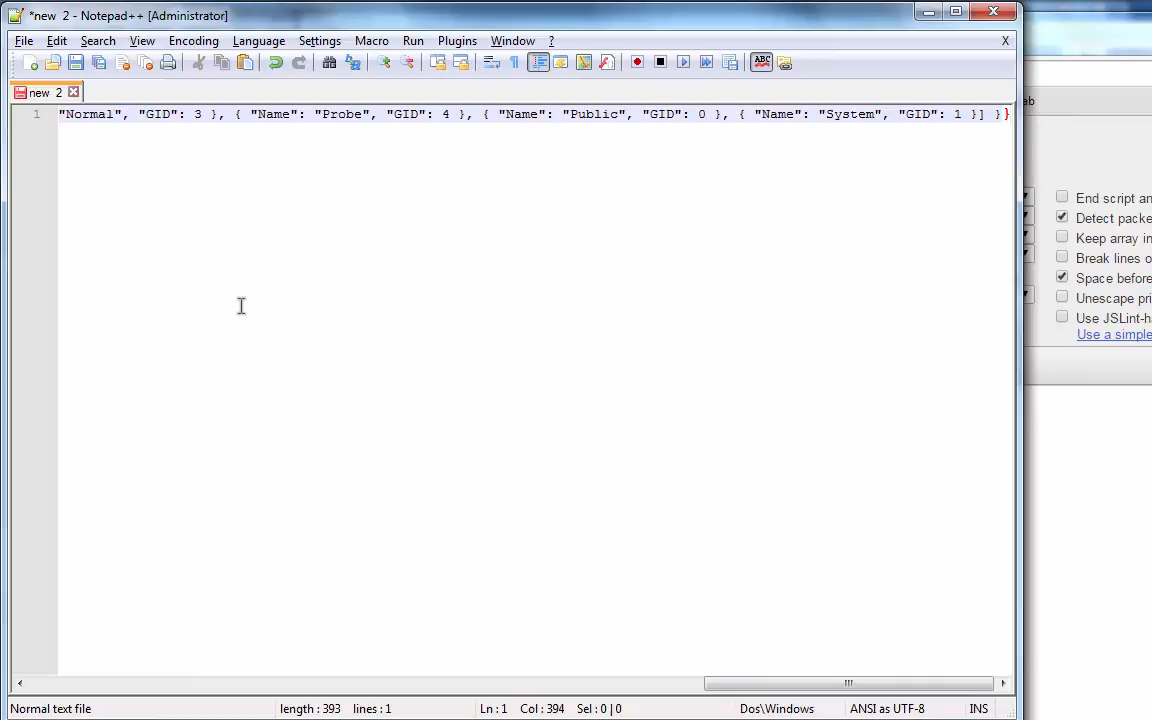 *new  2 - Notepad++ [Administrator]
File Edit Search View Encoding Language Settings Macro Run Plugins Window ? X
ABC
new  2
ab
1 "Normal", "GID": 3 }, { "Name": "Probe", "GID": 4 }, { "Name": "Public", "GID": 0 }, { "Name": "System", "GID": 1 }] }}
End script an
Detect packe
Keep array in
Break lines o
Space before
Unescape pri
Use JSLint-ha
Use a simple
Normal text file length : 393 lines : 1 Ln : 1 Col : 394 Sel : 0 | 0 Dos\Windows ANSI as UTF-8 INS